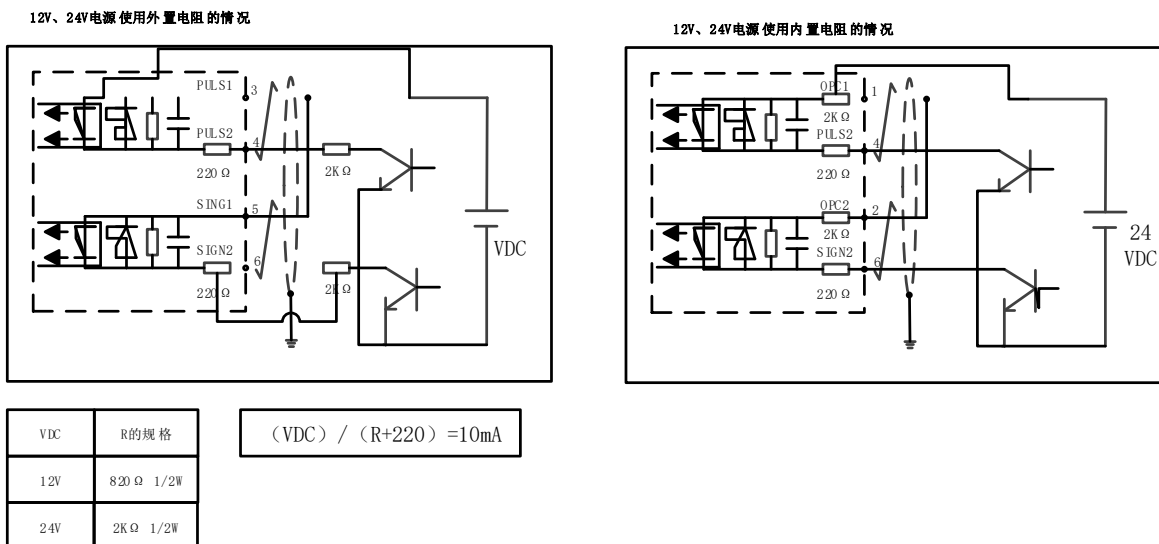 12V、24V电源使用外置电阻的情况
PULS1
3
PULS2
4
220Ω
2KΩ
SING1
5
SIGN2
6
220Ω
2KΩ
VDC
VDC
R的规格
12V
820Ω 1/2W
24V
2KΩ 1/2W
(VDC)/(R+220)=10mA
12V、24V电源使用内置电阻的情况
OPC1
1
2KΩ
PULS2
4
220Ω
OPC2
2
2KΩ
SIGN2
6
220Ω
24
VDC